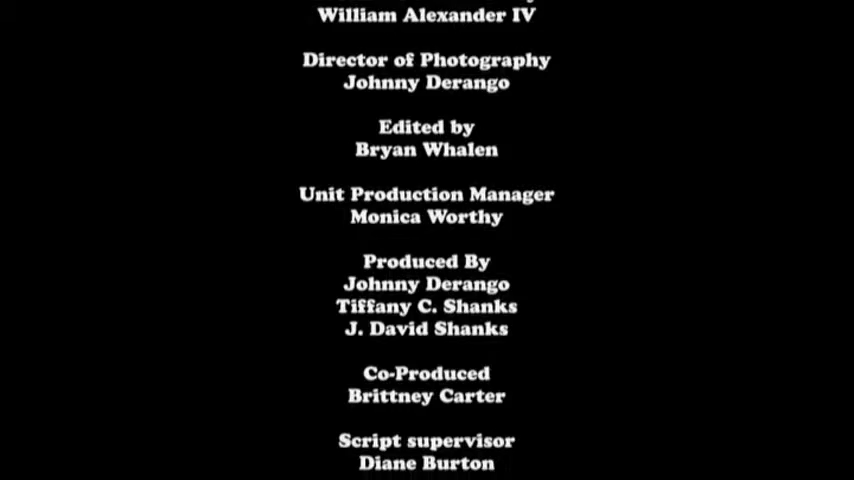 William Alexander IV
Director of Photography
Johnny Derango
Edited by
Bryan Whalen
Unit Production Manager
Monica Worthy
Produced By
Johnny Derango
Tiffany C. Shanks
J. David Shanks
Co-Produced
Brittney Carter
Script supervisor
Diane Burton